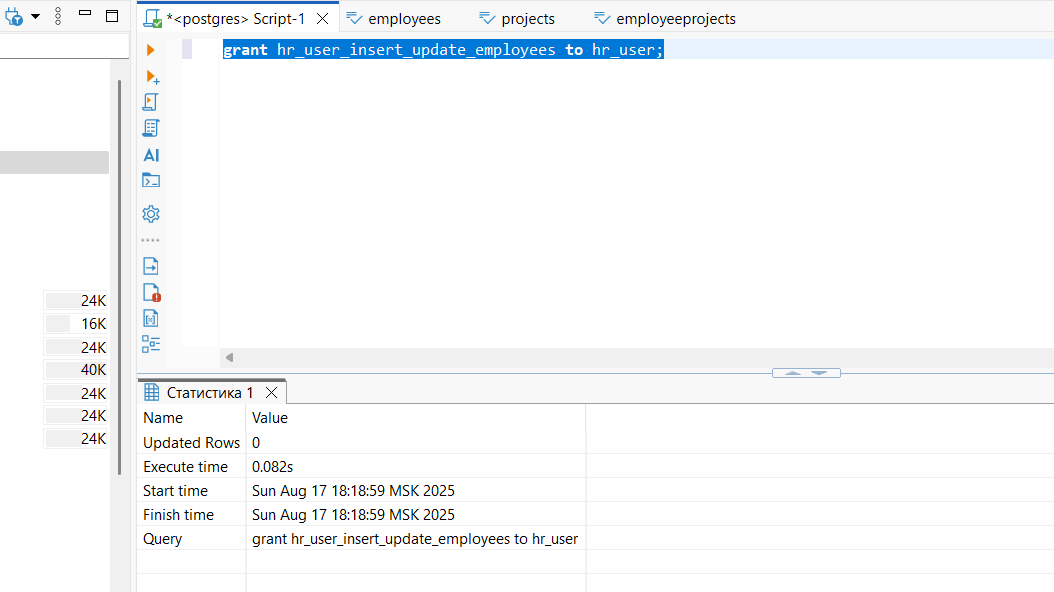 *<postgres> Script-1
employees
projects
employeeprojects
grant hr_user_insert_update_employees to hr_user;
AI
24K
16K
24K
40K
24K
24K
24K
Статистика 1
Name Value
Updated Rows 0
Execute time 0.082s
Start time Sun Aug 17 18:18:59 MSK 2025
Finish time Sun Aug 17 18:18:59 MSK 2025
Query grant hr_user_insert_update_employees to hr_user